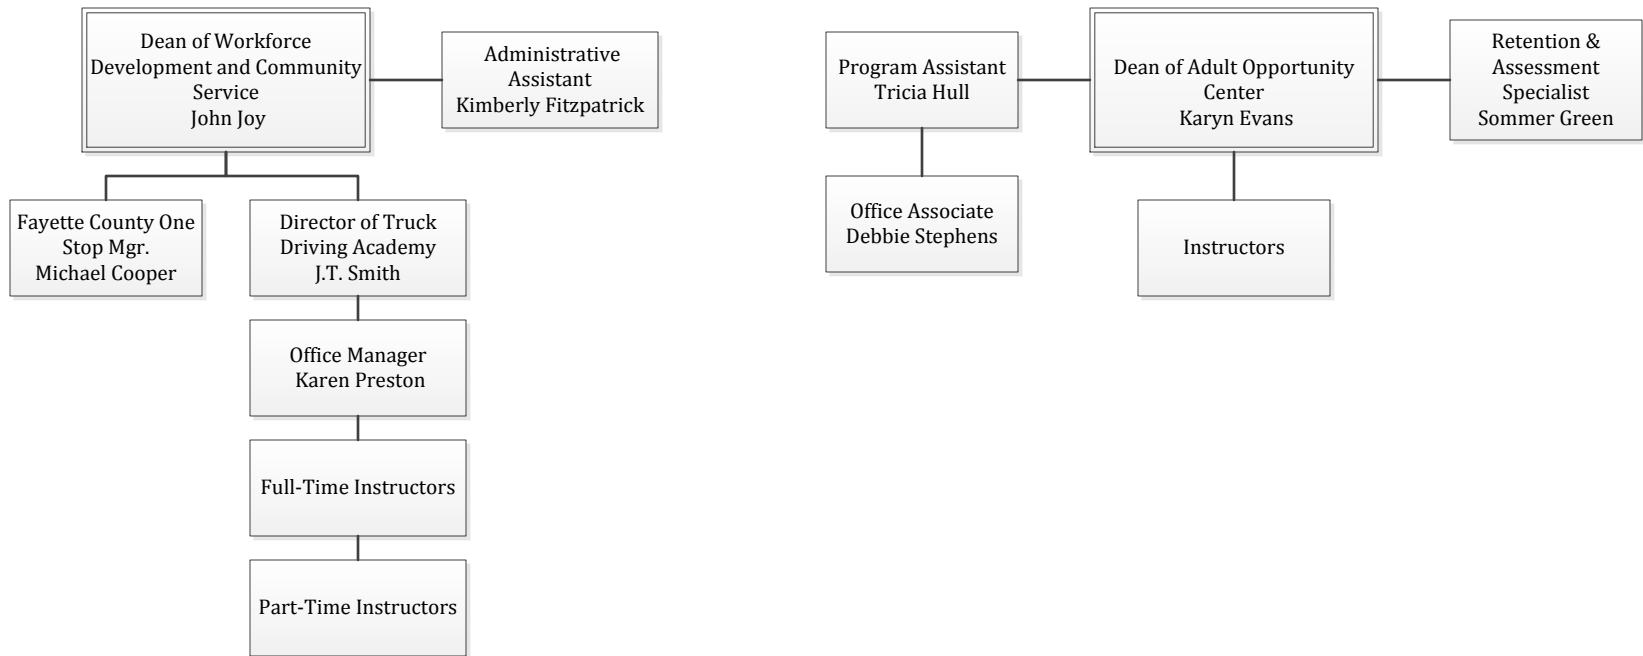 Dean of Workforce
Development and Community
Service
John Joy
Administrative
Assistant
Kimberly Fitzpatrick
Fayette County One
Stop Mgr.
Michael Cooper
Director of Truck
Driving Academy
J.T. Smith
Office Manager
Karen Preston
Full-Time Instructors
Part-Time Instructors
Program Assistant
Tricia Hull
Dean of Adult Opportunity
Center
Karyn Evans
Retention &
Assessment
Specialist
Sommer Green
Office Associate
Debbie Stephens
Instructors